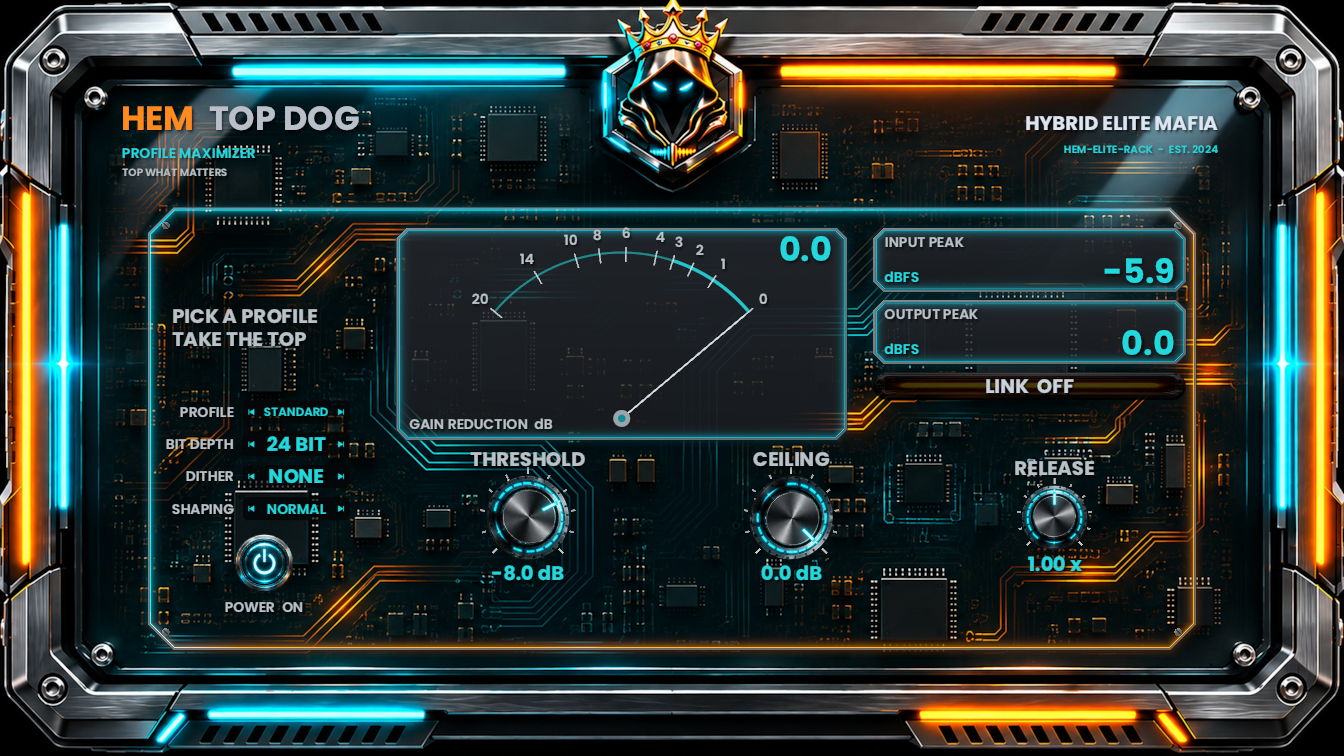 HEM TOP DOG
PROFILE MAXIMIZER
TOP WHAT MATTERS
HYBRID ELITE MAFIA
HEM-ELITE-RACK - EST. 2024
PICK A PROFILE
TAKE THE TOP
PROFILE STANDARD
BIT DEPTH 24 BIT
DITHER NONE
SHAPING NORMAL
POWER ON
20 14 10 8 6 4 3 2 1 0
0.0
GAIN REDUCTION dB
INPUT PEAK
dBFS -5.9
OUTPUT PEAK
dBFS 0.0
LINK OFF
THRESHOLD
-8.0 dB
CEILING
0.0 dB
RELEASE
1.00 x